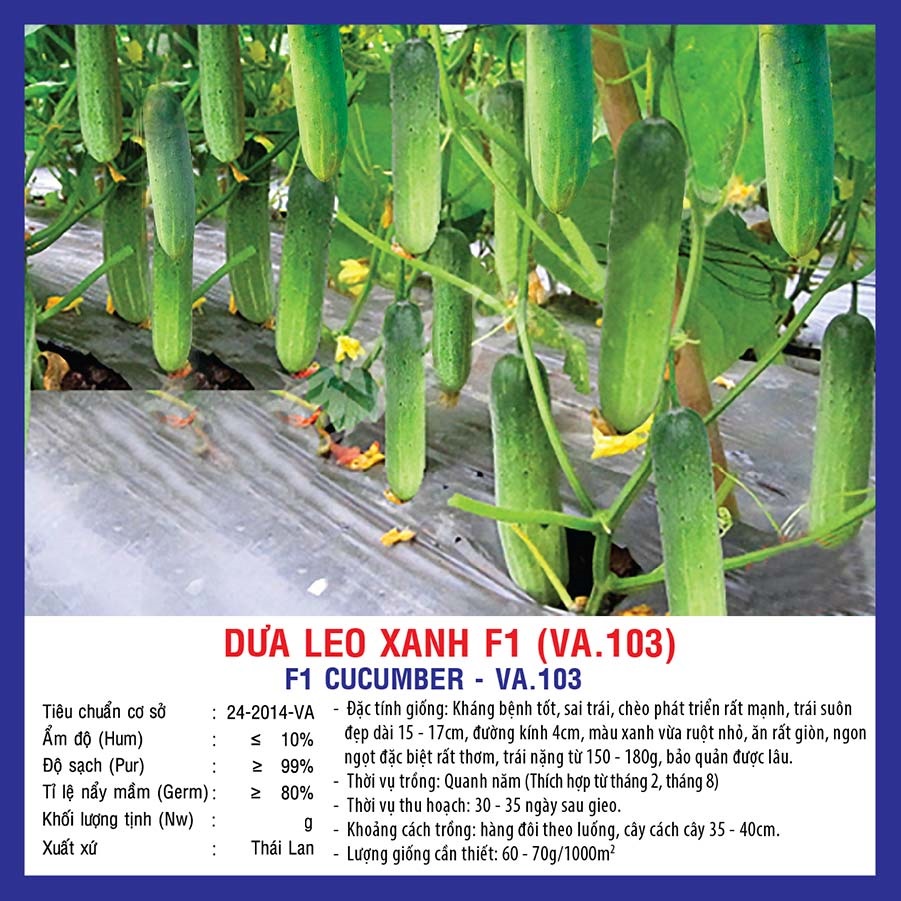 DƯA LEO XANH F1 (VA.103)
F1 CUCUMBER - VA.103
Tiêu chuẩn cơ sở : 24-2014-VA
Ẩm độ (Hum) : ≤ 10%
Độ sạch (Pur) : ≥ 99%
Tỉ lệ nẩy mầm (Germ) : ≥ 80%
Khối lượng tịnh (Nw) : g
Xuất xứ : Thái Lan
- Đặc tính giống: Kháng bệnh tốt, sai trái, chèo phát triển rất mạnh, trái suôn
đẹp dài 15 - 17cm, đường kính 4cm, màu xanh vừa ruột nhỏ, ăn rất giòn, ngon
ngọt đặc biệt rất thơm, trái nặng từ 150 - 180g, bảo quản được lâu.
- Thời vụ trồng: Quanh năm (Thích hợp từ tháng 2, tháng 8)
- Thời vụ thu hoạch: 30 - 35 ngày sau gieo.
- Khoảng cách trồng: hàng đôi theo luống, cây cách cây 35 - 40cm.
- Lượng giống cần thiết: 60 - 70g/1000m²